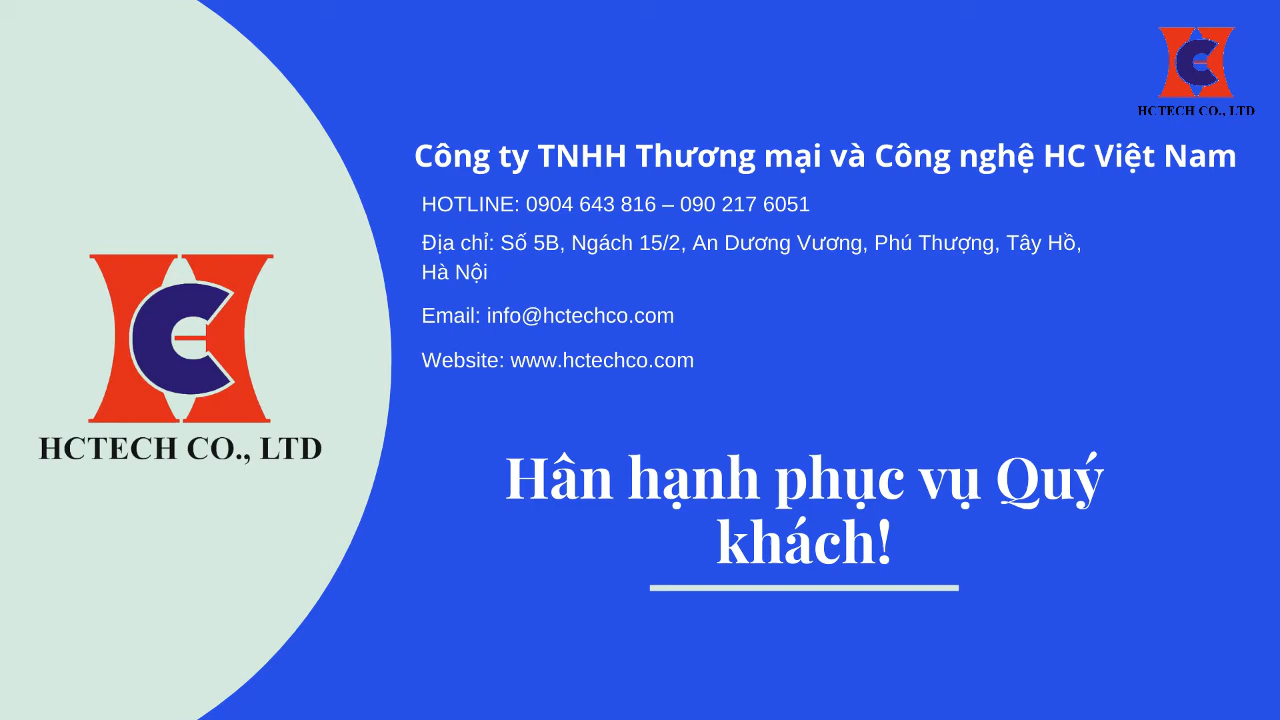 HCTECH CO., LTD
Công ty TNHH Thương mại và Công nghệ HC Việt Nam
HOTLINE: 0904 643 816 – 090 217 6051
Địa chỉ: Số 5B, Ngách 15/2, An Dương Vương, Phú Thượng, Tây Hồ,
Hà Nội
Email: info@hctechco.com
Website: www.hctechco.com
HCTECH CO., LTD
Hân hạnh phục vụ Quý
khách!